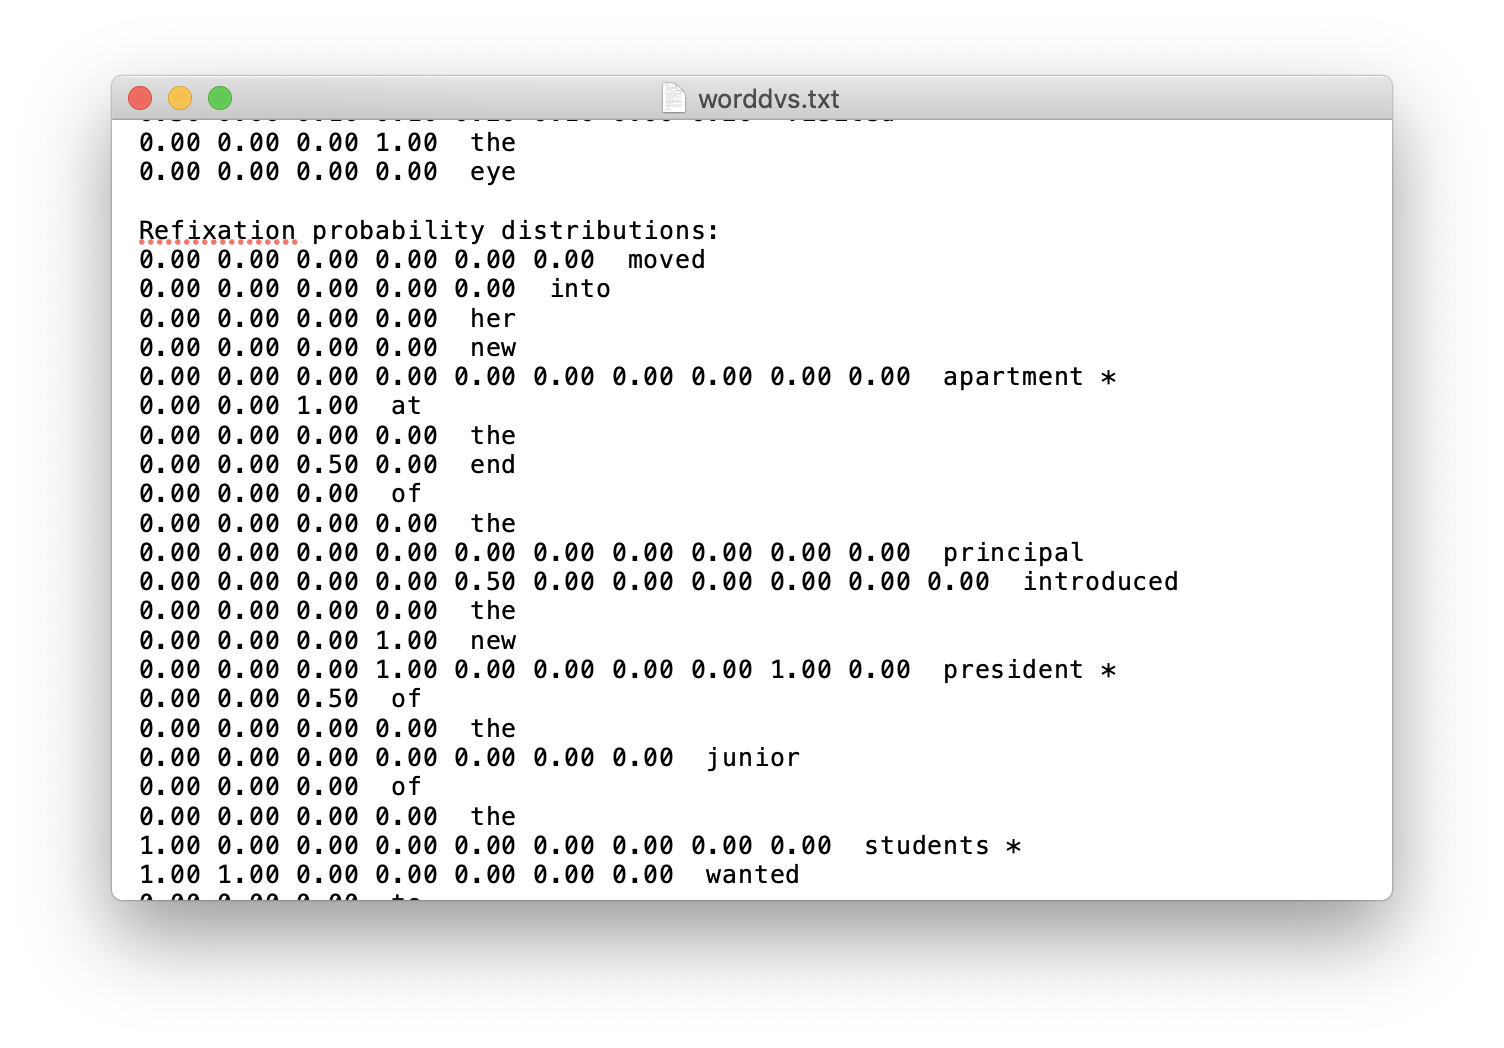 worddvs.txt
0.00 0.00 0.00 1.00  the
0.00 0.00 0.00 0.00  eye
Refixation probability distributions:
0.00 0.00 0.00 0.00 0.00 0.00  moved
0.00 0.00 0.00 0.00 0.00  into
0.00 0.00 0.00 0.00  her
0.00 0.00 0.00 0.00  new
0.00 0.00 0.00 0.00 0.00 0.00 0.00 0.00 0.00 0.00  apartment *
0.00 0.00 1.00  at
0.00 0.00 0.00 0.00  the
0.00 0.00 0.50 0.00  end
0.00 0.00 0.00  of
0.00 0.00 0.00 0.00  the
0.00 0.00 0.00 0.00 0.00 0.00 0.00 0.00 0.00 0.00  principal
0.00 0.00 0.00 0.00 0.50 0.00 0.00 0.00 0.00 0.00 0.00  introduced
0.00 0.00 0.00 0.00  the
0.00 0.00 0.00 1.00  new
0.00 0.00 0.00 1.00 0.00 0.00 0.00 0.00 1.00 0.00  president *
0.00 0.00 0.50  of
0.00 0.00 0.00 0.00  the
0.00 0.00 0.00 0.00 0.00 0.00 0.00  junior
0.00 0.00 0.00  of
0.00 0.00 0.00 0.00  the
1.00 0.00 0.00 0.00 0.00 0.00 0.00 0.00 0.00  students *
1.00 1.00 0.00 0.00 0.00 0.00 0.00  wanted